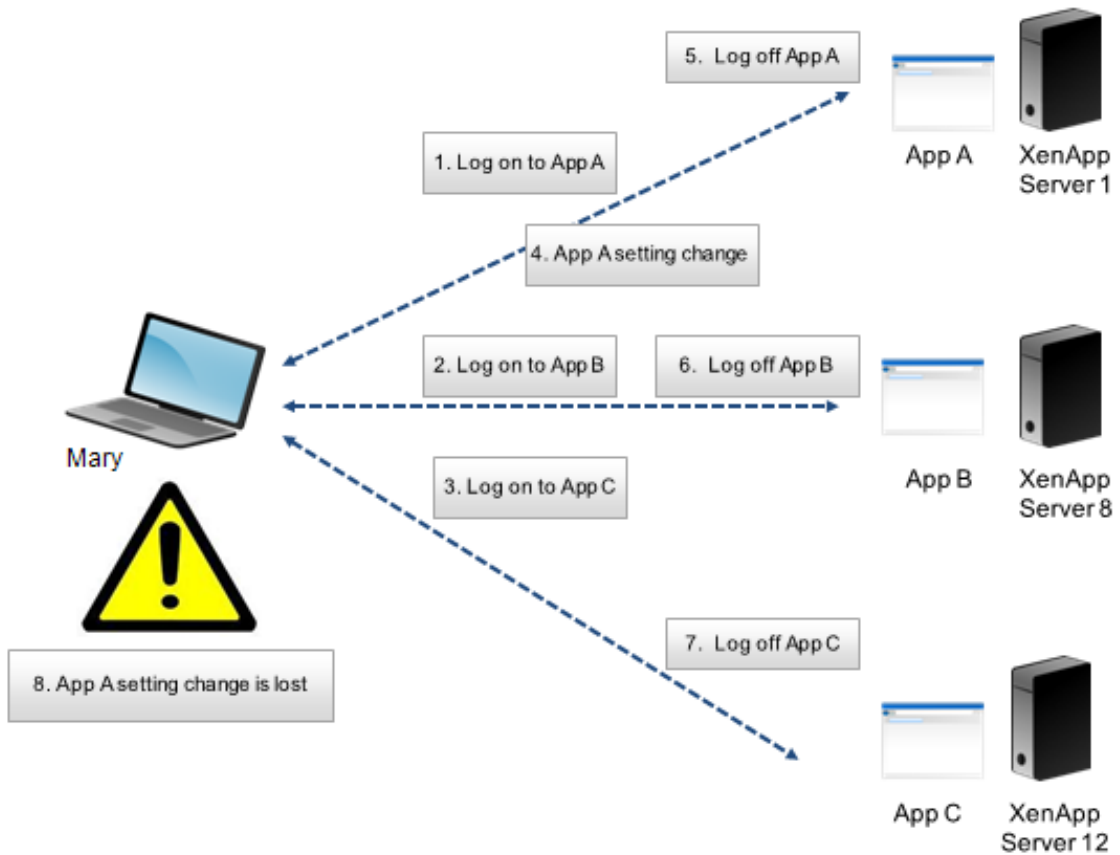 5. Log off App A
1. Log on to App A
App A
XenApp
Server 1
4. App A setting change
2. Log on to App B
6. Log off App B
Mary
App B
XenApp
Server 8
3. Log on to App C
7. Log off App C
8. App A setting change is lost
App C
XenApp
Server 12